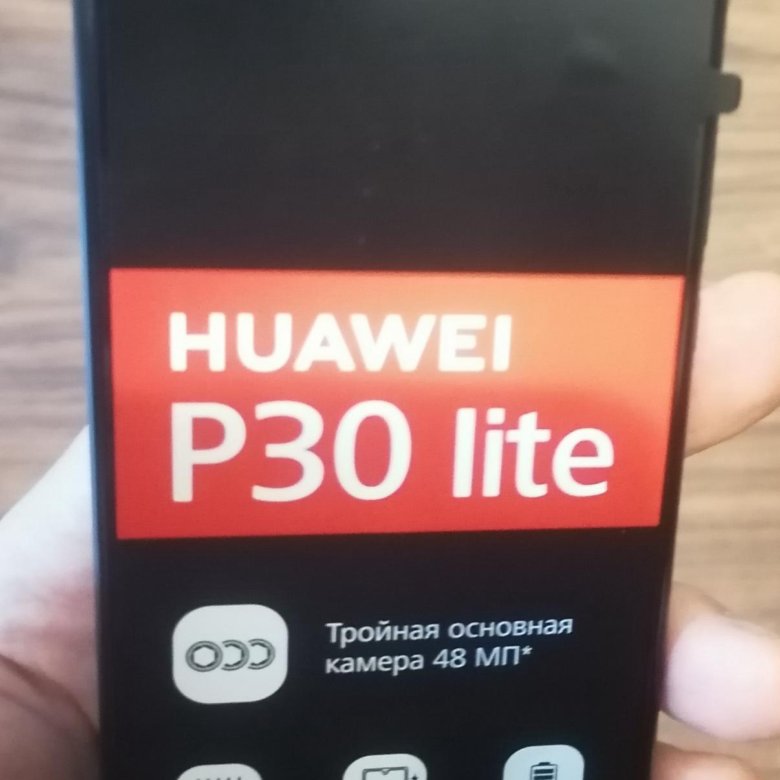 HUAWEI
P30 lite
Тройная основная
камера 48 МП*